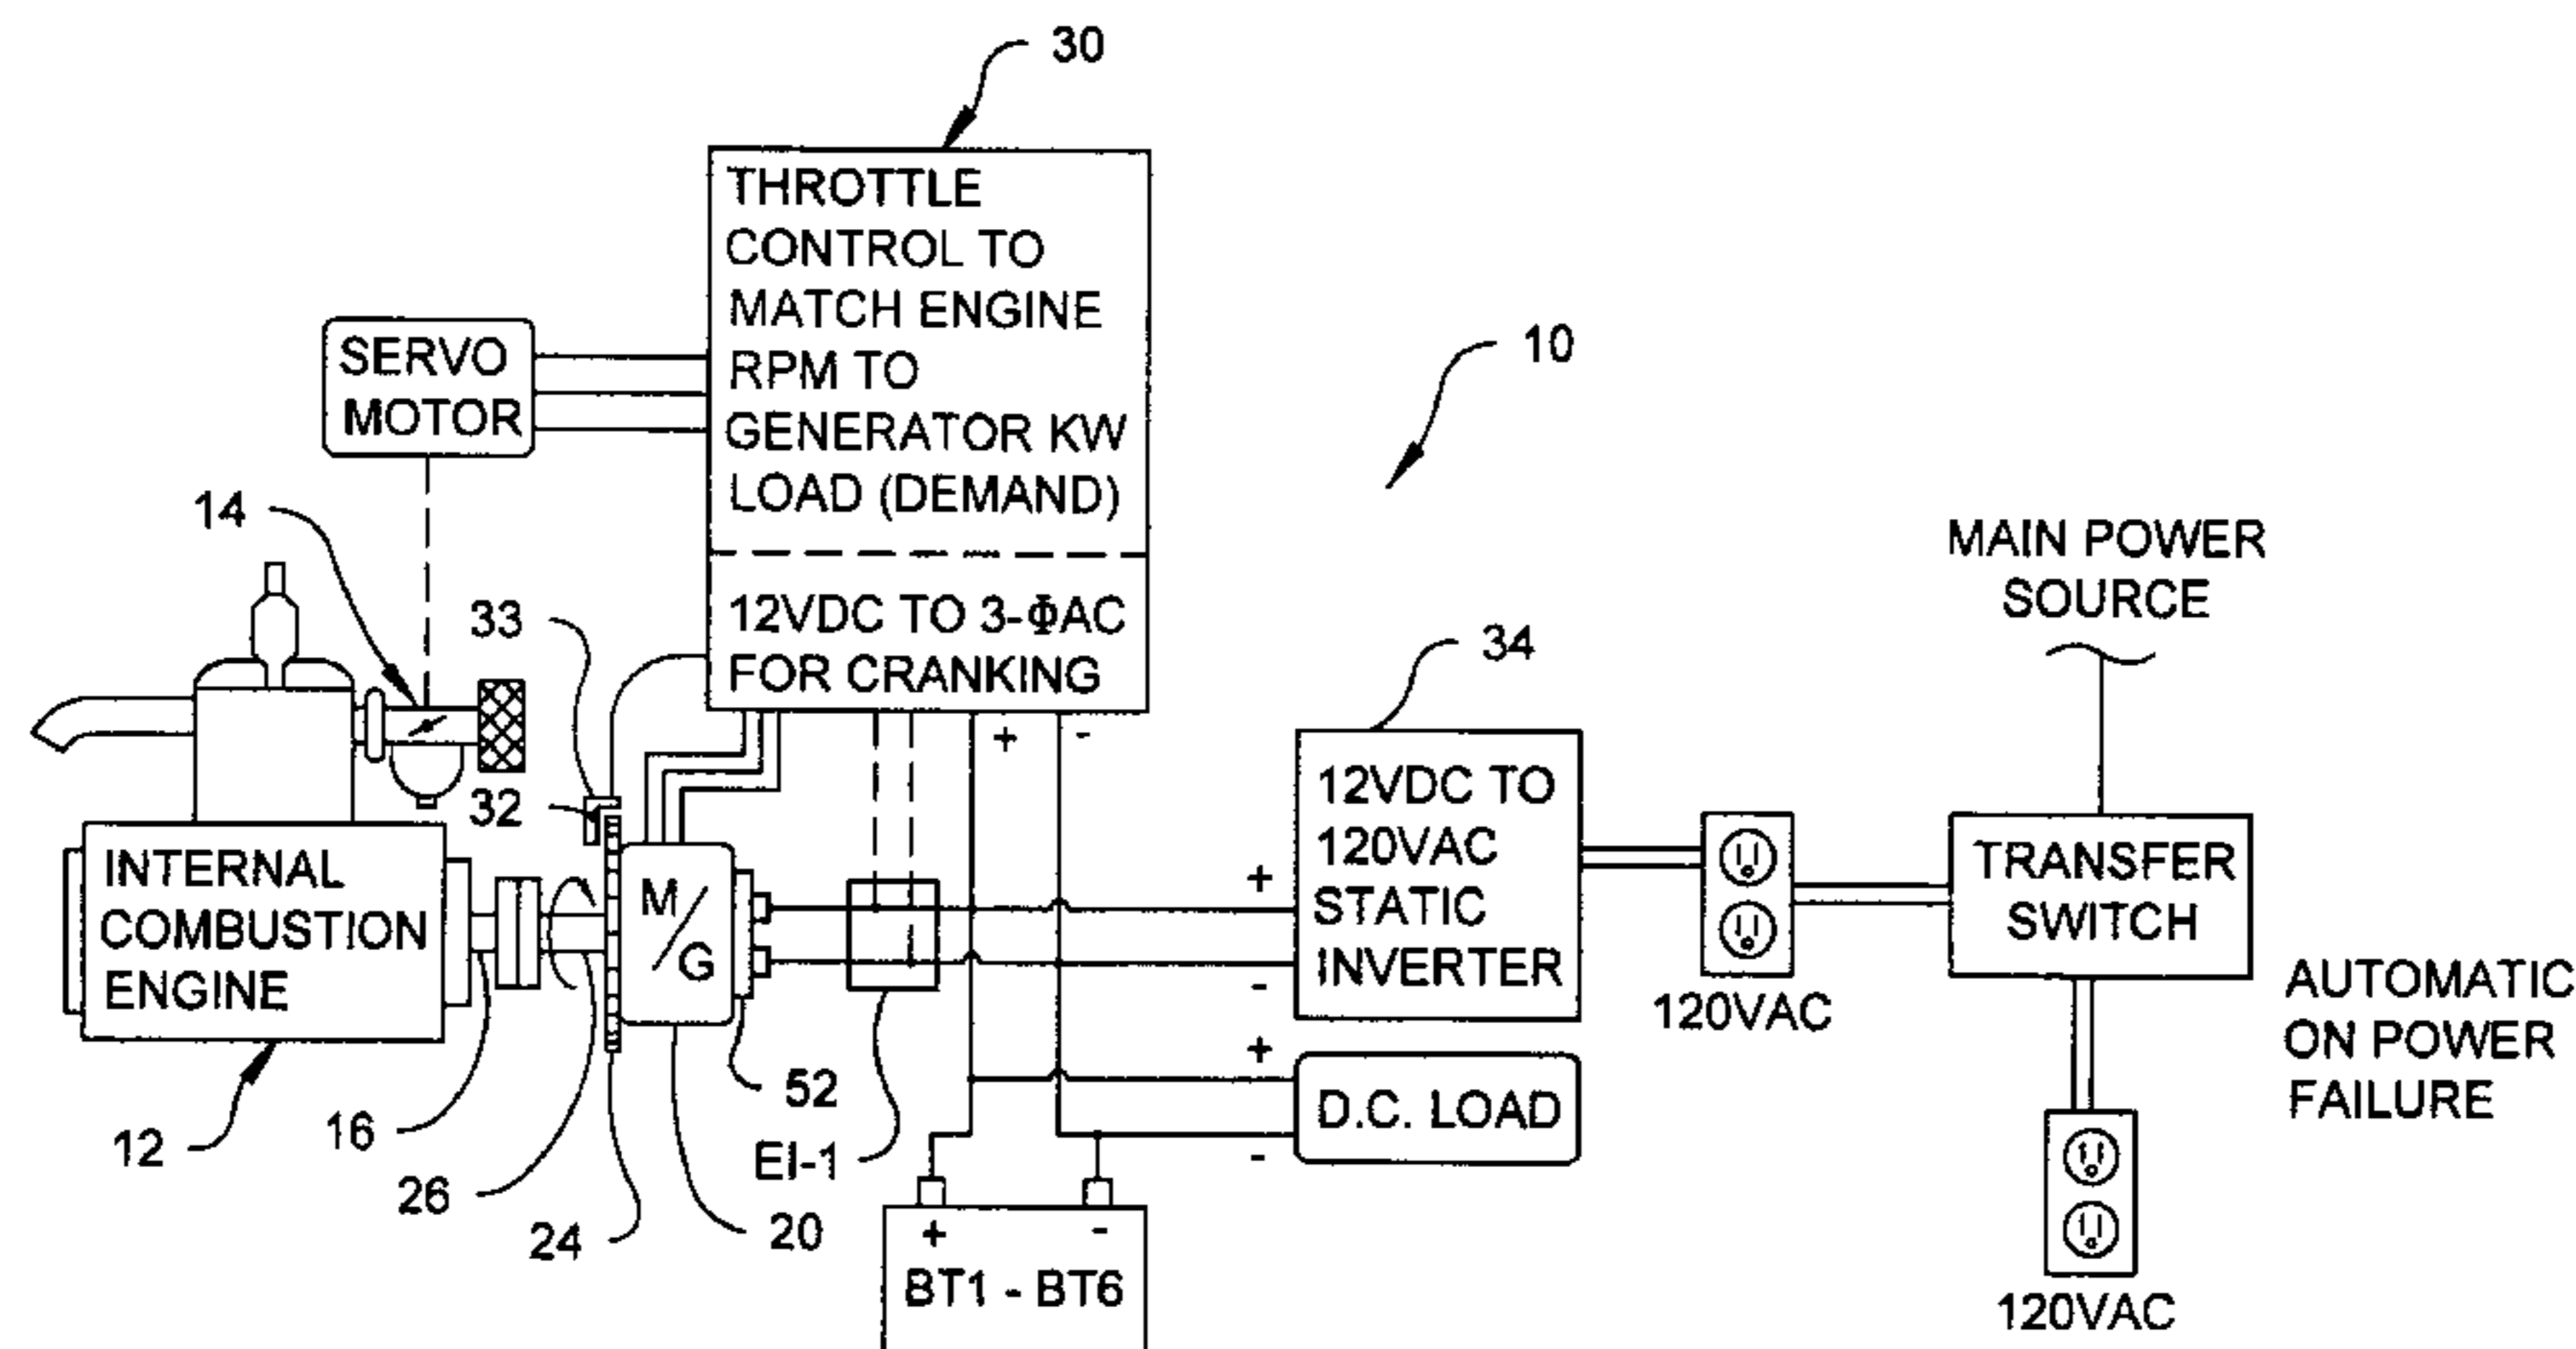 30
THROTTLE
CONTROL TO
MATCH ENGINE
RPM TO
GENERATOR KW
LOAD (DEMAND)
12VDC TO 3-ΦAC
FOR CRANKING
SERVO
MOTOR
10
14
33
32
34
MAIN POWER
SOURCE
+ -
INTERNAL
COMBUSTION
ENGINE
M/G
12VDC TO
120VAC
STATIC
INVERTER
+
-
120VAC
TRANSFER
SWITCH
AUTOMATIC
ON POWER
FAILURE
+
D.C. LOAD
-
12
16
26
24
20
52
EI-1
+ -
BT1 - BT6
120VAC